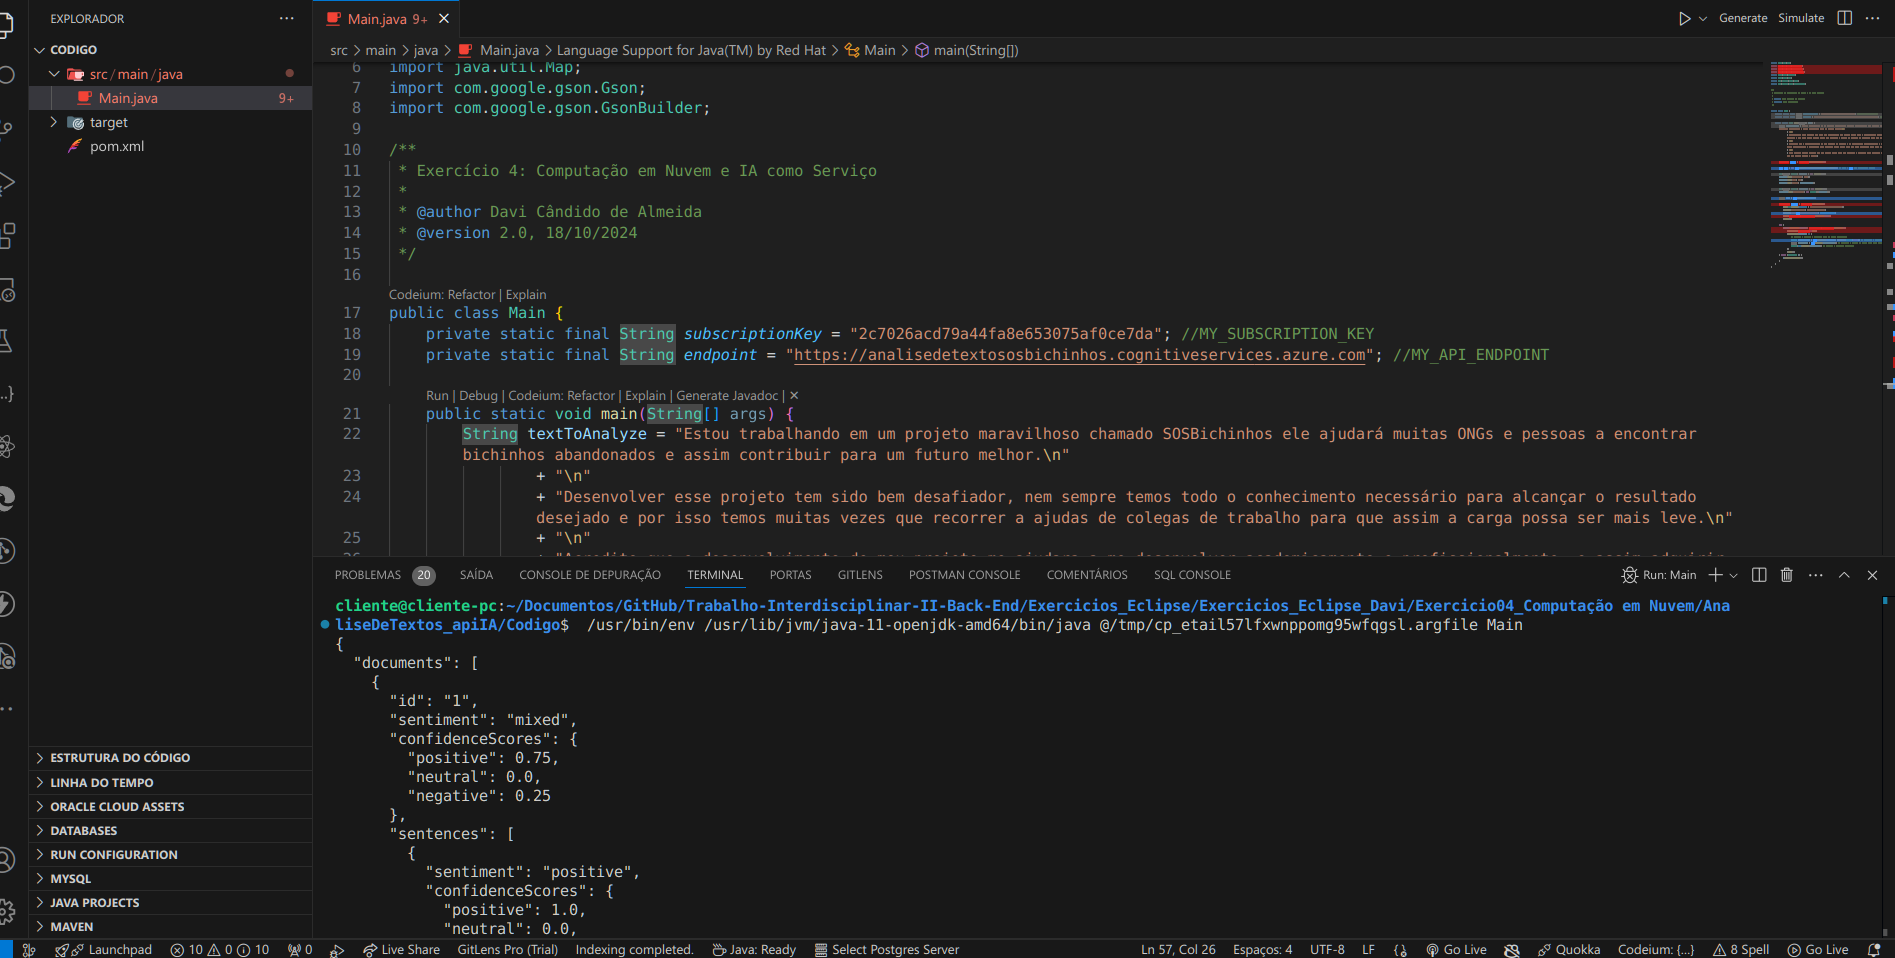 EXPLORADOR
CODIGO
src / main / java
Main.java 9+
target
pom.xml
ESTRUTURA DO CÓDIGO
LINHA DO TEMPO
ORACLE CLOUD ASSETS
DATABASES
RUN CONFIGURATION
MYSQL
JAVA PROJECTS
MAVEN
Main.java 9+
Generate Simulate
src > main > java > Main.java > Language Support for Java(TM) by Red Hat > Main > main(String[])
6 import java.util.Map;
7 import com.google.gson.Gson;
8 import com.google.gson.GsonBuilder;
9
10 /**
11 * Exercício 4: Computação em Nuvem e IA como Serviço
12 *
13 * @author Davi Cândido de Almeida
14 * @version 2.0, 18/10/2024
15 */
16
Codeium: Refactor | Explain
17 public class Main {
18 private static final String subscriptionKey = "2c7026acd79a44fa8e653075af0ce7da"; //MY_SUBSCRIPTION_KEY
19 private static final String endpoint = "https://analisedetextososbichinhos.cognitiveservices.azure.com"; //MY_API_ENDPOINT
20
Run | Debug | Codeium: Refactor | Explain | Generate Javadoc | ✕
21 public static void main(String[] args) {
22 String textToAnalyze = "Estou trabalhando em um projeto maravilhoso chamado SOSBichinhos ele ajudará muitas ONGs e pessoas a encontrar
bichinhos abandonados e assim contribuir para um futuro melhor.\n"
23 + "\n"
24 + "Desenvolver esse projeto tem sido bem desafiador, nem sempre temos todo o conhecimento necessário para alcançar o resultado
desejado e por isso temos muitas vezes que recorrer a ajudas de colegas de trabalho para que assim a carga possa ser mais leve.\n"
25 + "\n"
PROBLEMAS 20 SAÍDA CONSOLE DE DEPURAÇÃO TERMINAL PORTAS GITLENS POSTMAN CONSOLE COMENTÁRIOS SQL CONSOLE
Run: Main
cliente@cliente-pc:~/Documentos/GitHub/Trabalho-Interdisciplinar-II-Back-End/Exercicios_Eclipse/Exercicios_Eclipse_Davi/Exercicio04_Computação em Nuvem/Ana
liseDeTextos_apiIA/Codigo$ /usr/bin/env /usr/lib/jvm/java-11-openjdk-amd64/bin/java @/tmp/cp_etail57lfxwnppomg95wfqgsl.argfile Main
{
"documents": [
{
"id": "1",
"sentiment": "mixed",
"confidenceScores": {
"positive": 0.75,
"neutral": 0.0,
"negative": 0.25
},
"sentences": [
{
"sentiment": "positive",
"confidenceScores": {
"positive": 1.0,
"neutral": 0.0,
Launchpad 10 0 10 0 Live Share GitLens Pro (Trial) Indexing completed. Java: Ready Select Postgres Server Ln 57, Col 26 Espaços: 4 UTF-8 LF {} Go Live Quokka Codeium: {...} 8 Spell Go Live